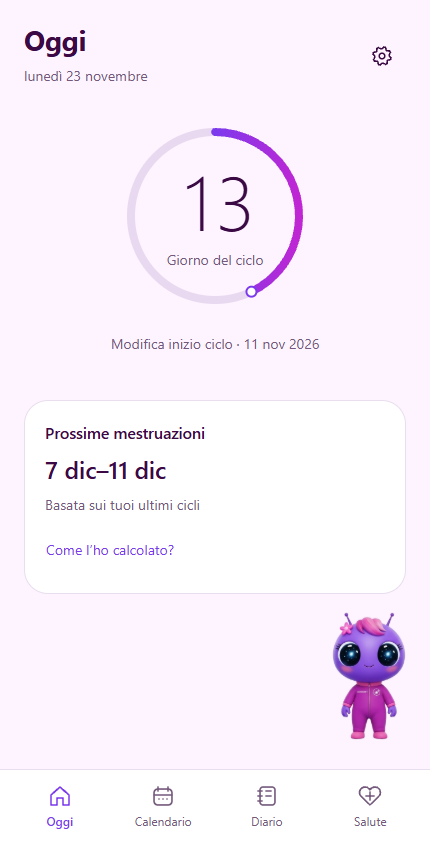 Oggi
lunedì 23 novembre
13
Giorno del ciclo
Modifica inizio ciclo · 11 nov 2026
Prossime mestruazioni
7 dic–11 dic
Basata sui tuoi ultimi cicli
Come l’ho calcolato?
Oggi
Calendario
Diario
Salute